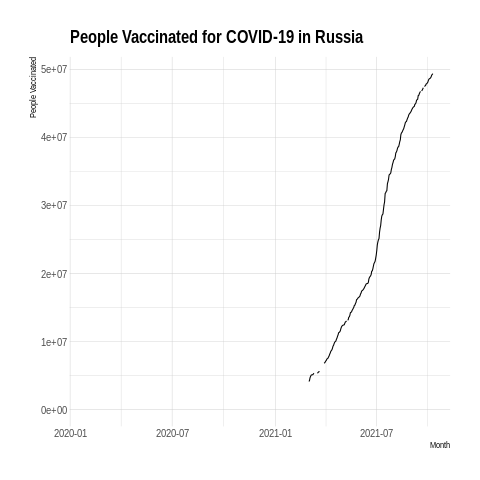 People Vaccinated for COVID-19 in Russia
People Vaccinated
5e+07
4e+07
3e+07
2e+07
1e+07
0e+00
2020-01 2020-07 2021-01 2021-07
Month